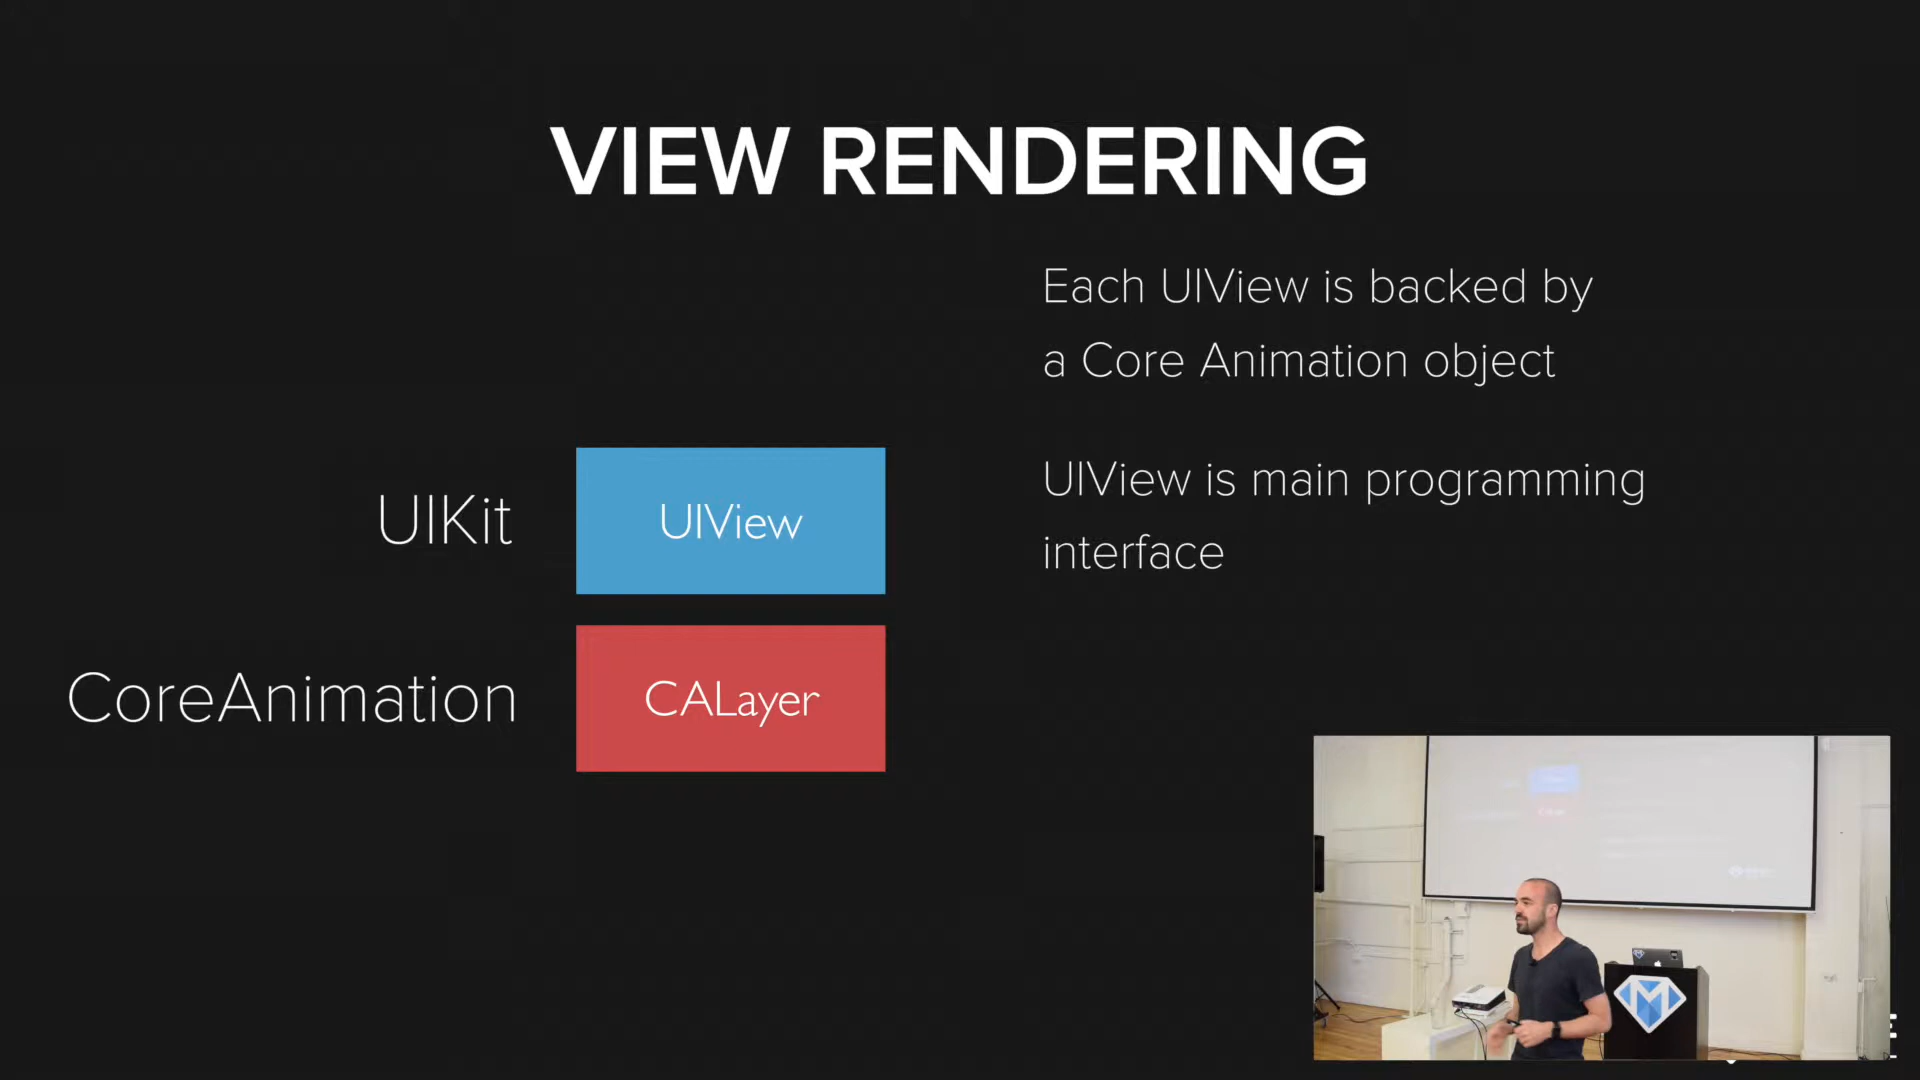 VIEW RENDERING
Each UIView is backed by
a Core Animation object
UIView is main programming
interface
UIKit
UIView
CoreAnimation
CALayer
M